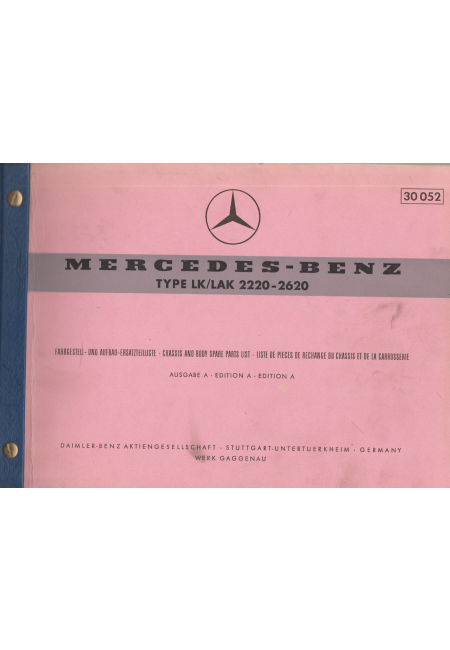 30 052
MERCEDES-BENZ
TYPE LK/LAK 2220-2620
FAHRGESTELL- UND AUFBAU-ERSATZTEILLISTE · CHASSIS AND BODY SPARE PARTS LIST · LISTE DE PIECES DE RECHANGE DU CHASSIS ET DE LA CARROSSERIE
AUSGABE A · EDITION A · EDITION A
DAIMLER-BENZ AKTIENGESELLSCHAFT · STUTTGART-UNTERTUERKHEIM · GERMANY
WERK GAGGENAU